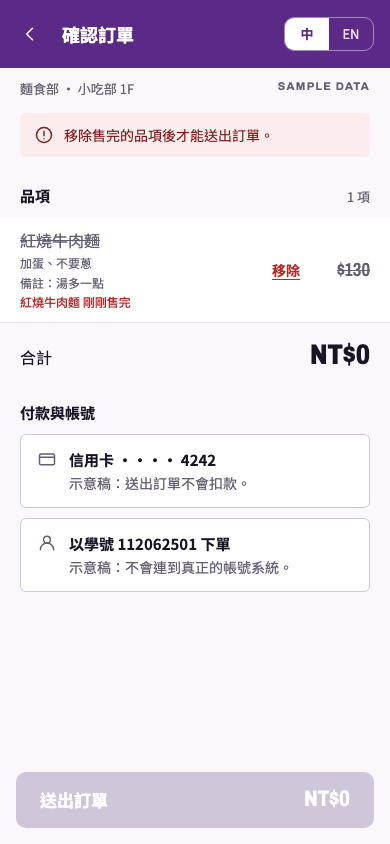 確認訂單
中 EN
麵食部 · 小吃部 1F SAMPLE DATA
移除售完的品項後才能送出訂單。
品項 1 項
紅燒牛肉麵
加蛋、不要蔥
備註：湯多一點
紅燒牛肉麵 剛剛售完
移除 $130
合計 NT$0
付款與帳號
信用卡 ···· 4242
示意稿：送出訂單不會扣款。
以學號 112062501 下單
示意稿：不會連到真正的帳號系統。
送出訂單 NT$0